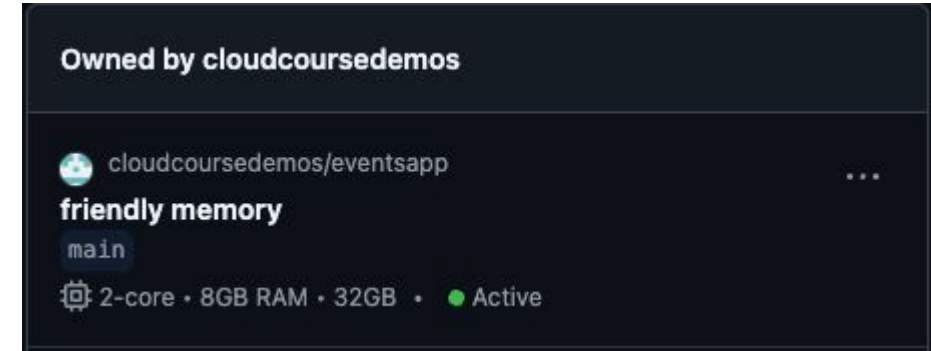 Owned by cloudcoursedemos
cloudcoursedemos/eventsapp
...
friendly memory
main
2-core • 8GB RAM • 32GB • Active